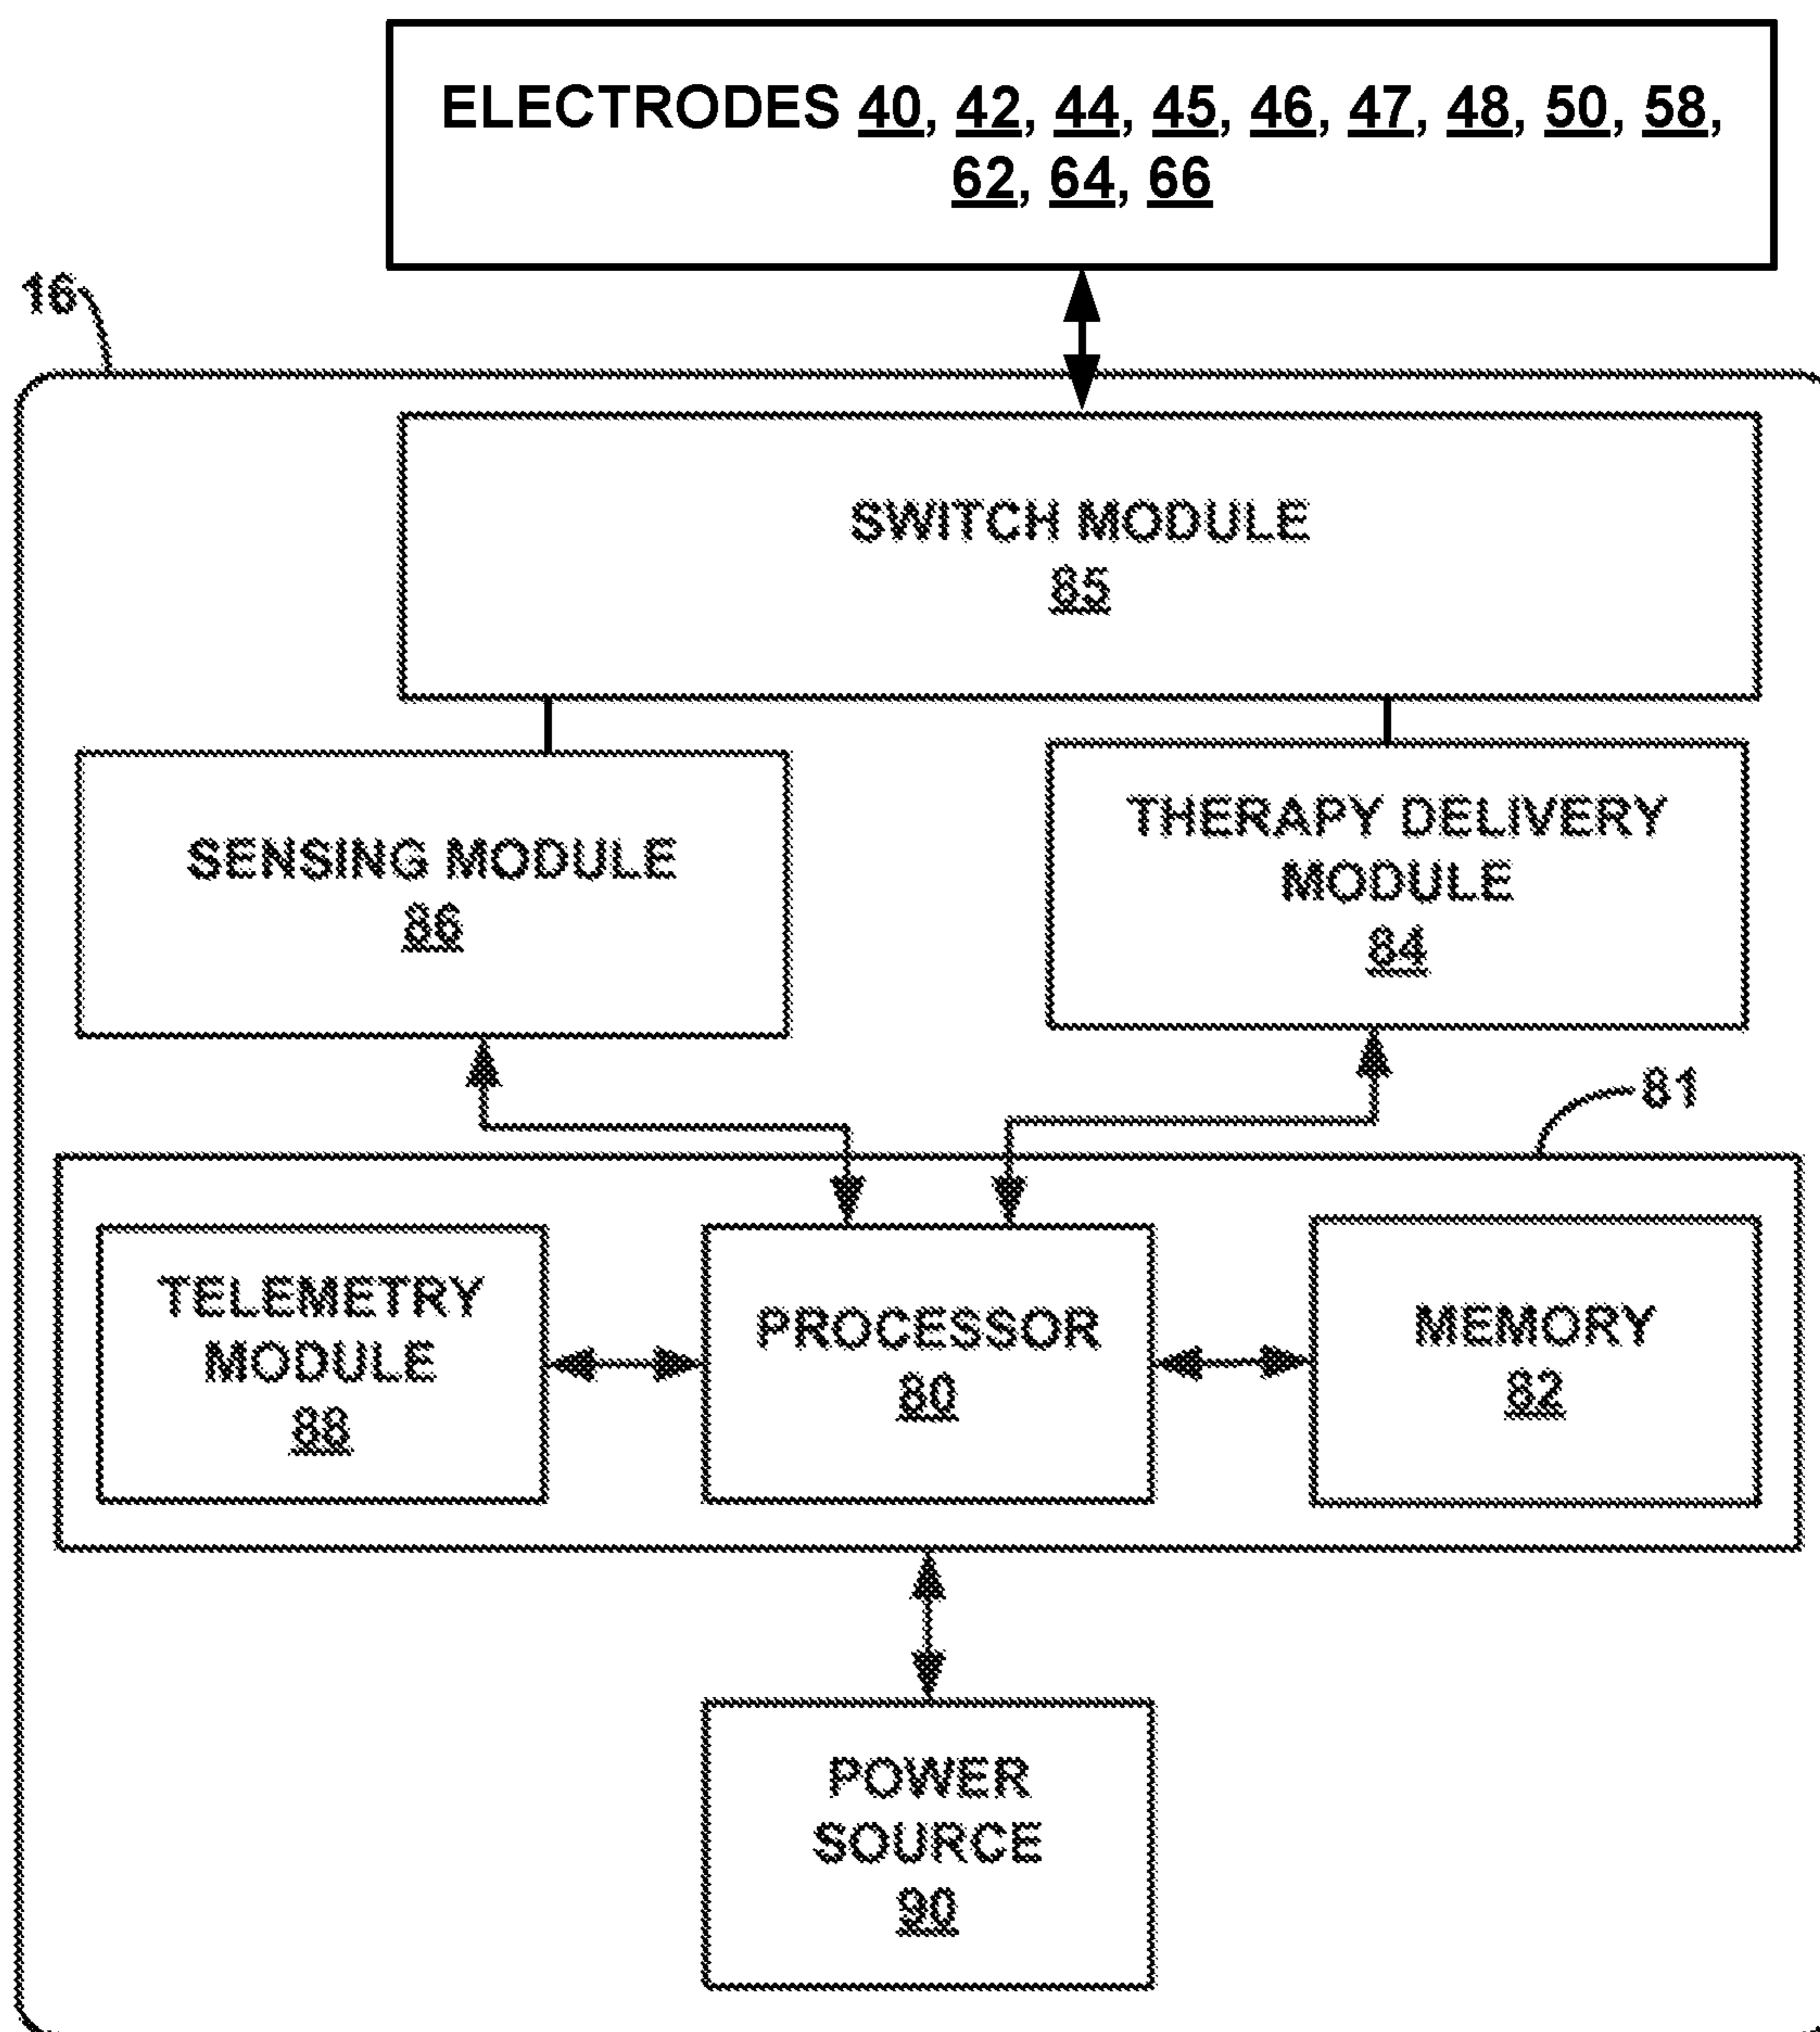 ELECTRODES 40, 42, 44, 45, 46, 47, 48, 50, 58,
62, 64, 66
16
SWITCH MODULE
85
SENSING MODULE
86
THERAPY DELIVERY
MODULE
84
81
TELEMETRY
MODULE
88
PROCESSOR
80
MEMORY
82
POWER
SOURCE
90